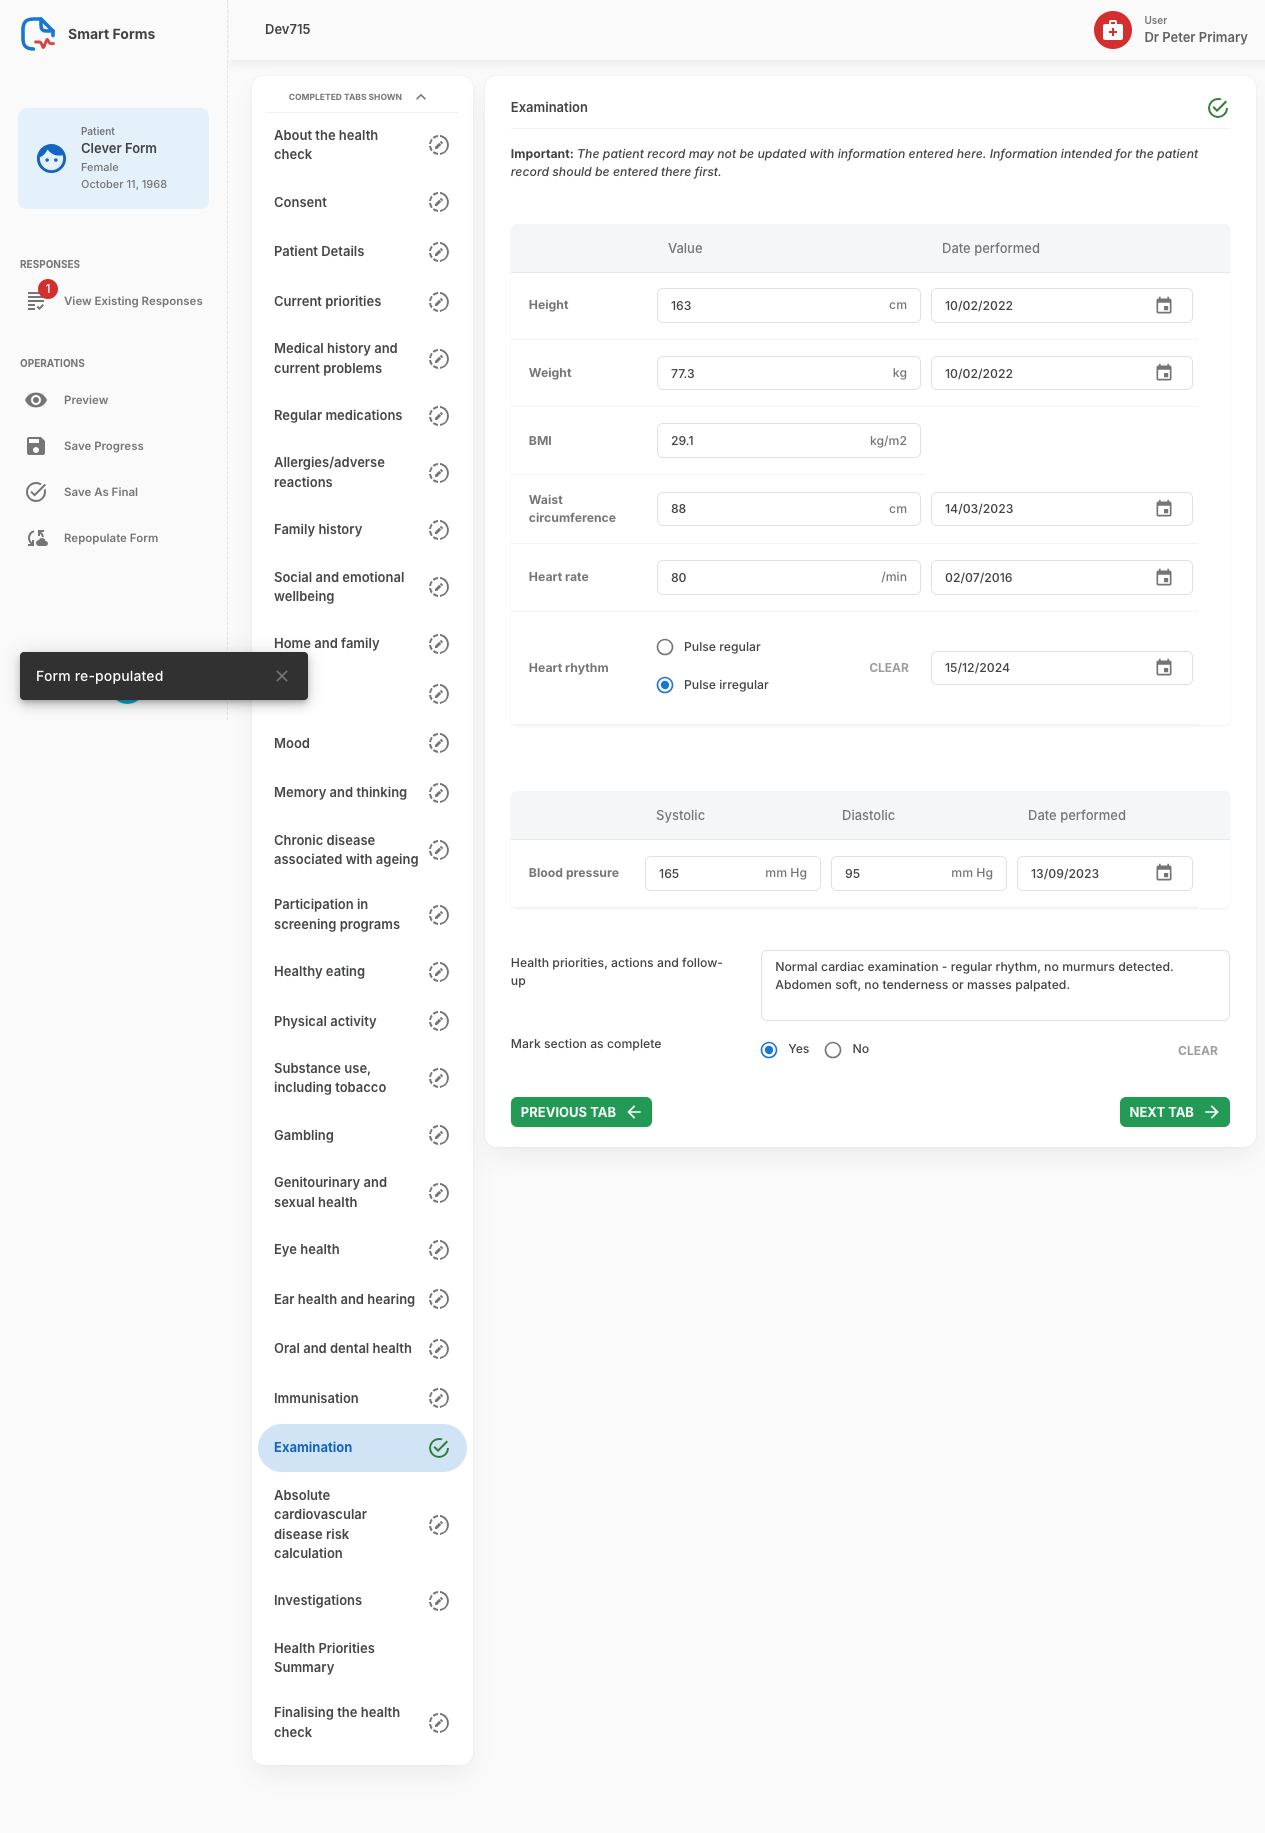 Smart Forms
Dev715
User
Dr Peter Primary
Patient
Clever Form
Female
October 11, 1968
RESPONSES
1
View Existing Responses
OPERATIONS
Preview
Save Progress
Save As Final
Repopulate Form
Form re-populated
COMPLETED TABS SHOWN
About the health
check
Consent
Patient Details
Current priorities
Medical history and
current problems
Regular medications
Allergies/adverse
reactions
Family history
Social and emotional
wellbeing
Home and family
Mood
Memory and thinking
Chronic disease
associated with ageing
Participation in
screening programs
Healthy eating
Physical activity
Substance use,
including tobacco
Gambling
Genitourinary and
sexual health
Eye health
Ear health and hearing
Oral and dental health
Immunisation
Examination
Absolute
cardiovascular
disease risk
calculation
Investigations
Health Priorities
Summary
Finalising the health
check
Examination
Important: The patient record may not be updated with information entered here. Information intended for the patient
record should be entered there first.
Value Date performed
Height 163 cm 10/02/2022
Weight 77.3 kg 10/02/2022
BMI 29.1 kg/m2
Waist
circumference 88 cm 14/03/2023
Heart rate 80 /min 02/07/2016
Pulse regular
Heart rhythm CLEAR 15/12/2024
Pulse irregular
Systolic Diastolic Date performed
Blood pressure 165 mm Hg 95 mm Hg 13/09/2023
Health priorities, actions and follow-
up
Normal cardiac examination - regular rhythm, no murmurs detected.
Abdomen soft, no tenderness or masses palpated.
Mark section as complete Yes No CLEAR
PREVIOUS TAB NEXT TAB